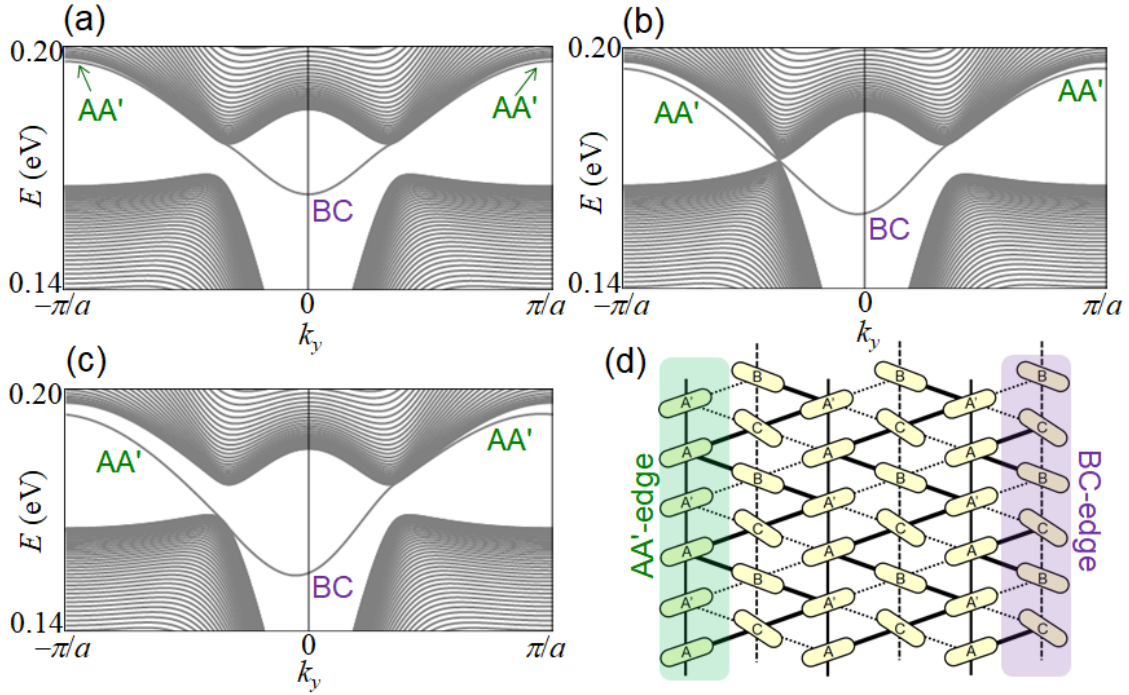 (a)
0.20
AA'
AA'
E (eV)
BC
0.14
−π/a
0
π/a
k_y
(b)
0.20
AA'
AA'
E (eV)
BC
0.14
−π/a
0
π/a
k_y
(c)
0.20
AA'
AA'
E (eV)
BC
0.14
−π/a
0
π/a
k_y
(d)
AA'-edge
BC-edge
B B B
A' A' A'
C C C
A A A
B B B
A' A' A'
C C C
A A A
B B B
A' A' A'
C C C
A A A